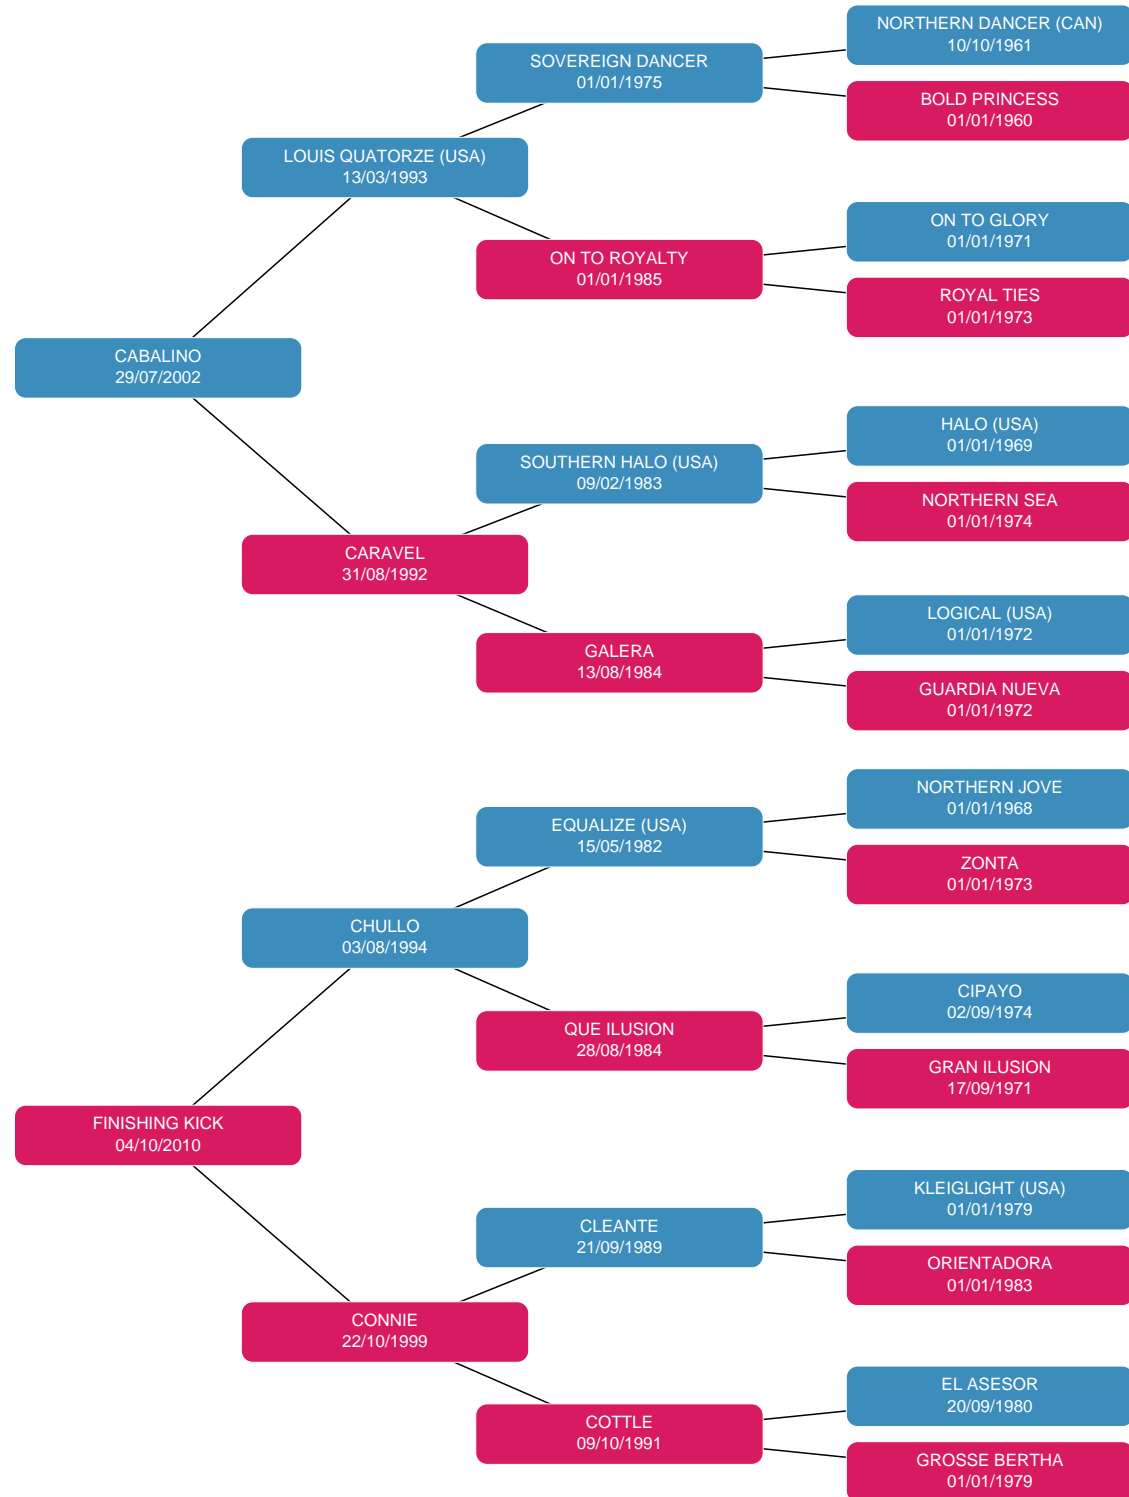 NORTHERN DANCER (CAN)
10/10/1961
SOVEREIGN DANCER
01/01/1975
BOLD PRINCESS
01/01/1960
LOUIS QUATORZE (USA)
13/03/1993
ON TO GLORY
01/01/1971
ON TO ROYALTY
01/01/1985
ROYAL TIES
01/01/1973
CABALINO
29/07/2002
HALO (USA)
01/01/1969
SOUTHERN HALO (USA)
09/02/1983
NORTHERN SEA
01/01/1974
CARAVEL
31/08/1992
LOGICAL (USA)
01/01/1972
GALERA
13/08/1984
GUARDIA NUEVA
01/01/1972
NORTHERN JOVE
01/01/1968
EQUALIZE (USA)
15/05/1982
ZONTA
01/01/1973
CHULLO
03/08/1994
CIPAYO
02/09/1974
QUE ILUSION
28/08/1984
GRAN ILUSION
17/09/1971
FINISHING KICK
04/10/2010
KLEIGLIGHT (USA)
01/01/1979
CLEANTE
21/09/1989
ORIENTADORA
01/01/1983
CONNIE
22/10/1999
EL ASESOR
20/09/1980
COTTLE
09/10/1991
GROSSE BERTHA
01/01/1979